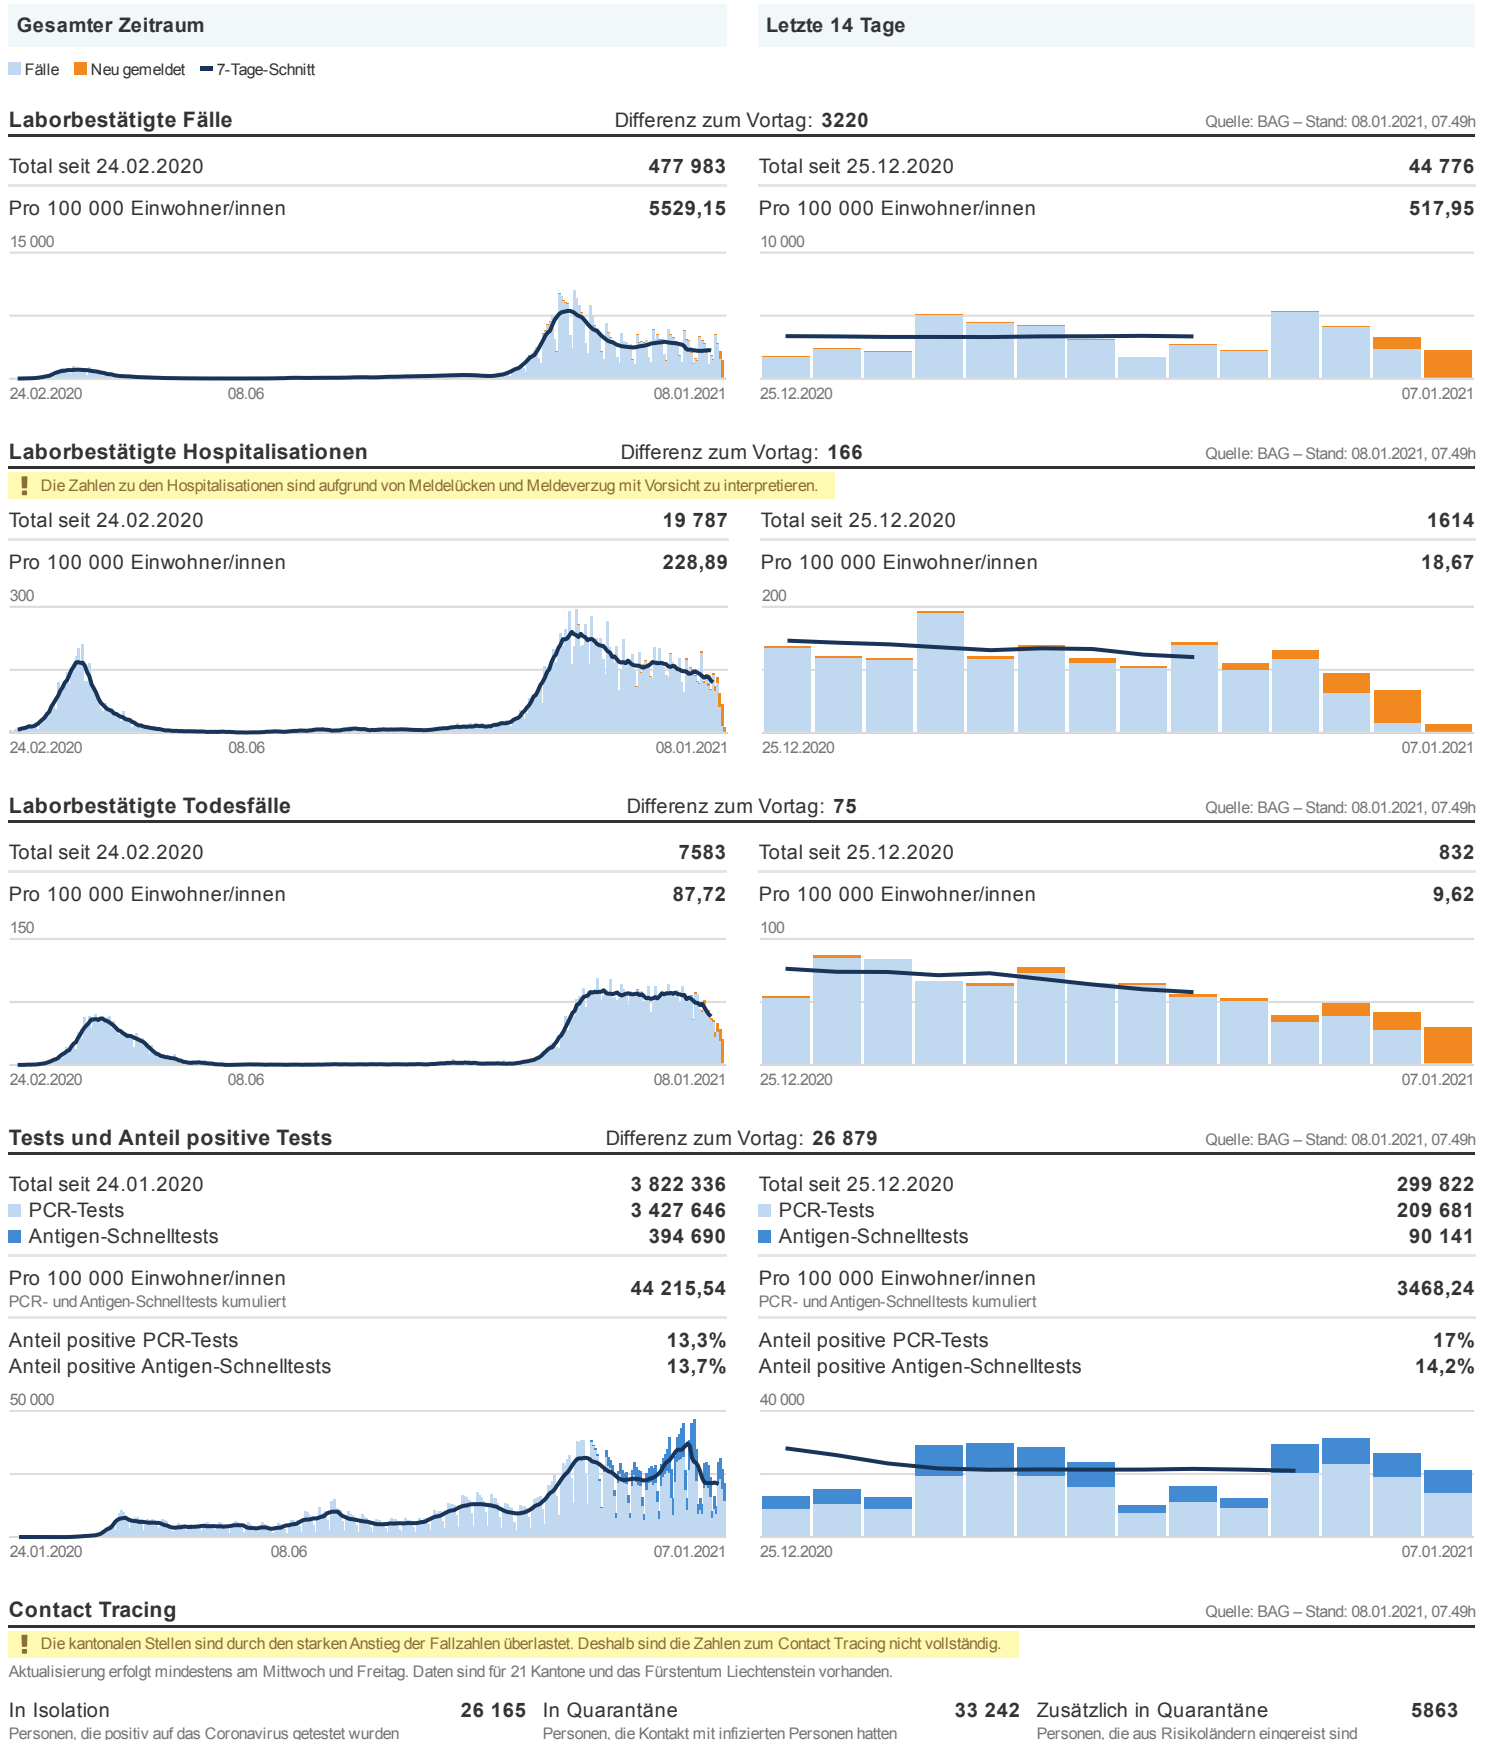 Gesamter Zeitraum
Letzte 14 Tage
Fälle Neu gemeldet 7-Tage-Schnitt
Laborbestätigte Fälle Differenz zum Vortag: 3220 Quelle: BAG – Stand: 08.01.2021, 07.49h
Total seit 24.02.2020 477 983
Pro 100 000 Einwohner/innen 5529,15
15 000
24.02.2020 08.06 08.01.2021
Total seit 25.12.2020 44 776
Pro 100 000 Einwohner/innen 517,95
10 000
25.12.2020 07.01.2021
Laborbestätigte Hospitalisationen Differenz zum Vortag: 166 Quelle: BAG – Stand: 08.01.2021, 07.49h
Die Zahlen zu den Hospitalisationen sind aufgrund von Meldelücken und Meldeverzug mit Vorsicht zu interpretieren.
Total seit 24.02.2020 19 787
Pro 100 000 Einwohner/innen 228,89
300
24.02.2020 08.06 08.01.2021
Total seit 25.12.2020 1614
Pro 100 000 Einwohner/innen 18,67
200
25.12.2020 07.01.2021
Laborbestätigte Todesfälle Differenz zum Vortag: 75 Quelle: BAG – Stand: 08.01.2021, 07.49h
Total seit 24.02.2020 7583
Pro 100 000 Einwohner/innen 87,72
150
24.02.2020 08.06 08.01.2021
Total seit 25.12.2020 832
Pro 100 000 Einwohner/innen 9,62
100
25.12.2020 07.01.2021
Tests und Anteil positive Tests Differenz zum Vortag: 26 879 Quelle: BAG – Stand: 08.01.2021, 07.49h
Total seit 24.01.2020 3 822 336
PCR-Tests 3 427 646
Antigen-Schnelltests 394 690
Pro 100 000 Einwohner/innen 44 215,54
PCR- und Antigen-Schnelltests kumuliert
Anteil positive PCR-Tests 13,3%
Anteil positive Antigen-Schnelltests 13,7%
50 000
24.01.2020 08.06 07.01.2021
Total seit 25.12.2020 299 822
PCR-Tests 209 681
Antigen-Schnelltests 90 141
Pro 100 000 Einwohner/innen 3468,24
PCR- und Antigen-Schnelltests kumuliert
Anteil positive PCR-Tests 17%
Anteil positive Antigen-Schnelltests 14,2%
40 000
25.12.2020 07.01.2021
Contact Tracing Quelle: BAG – Stand: 08.01.2021, 07.49h
Die kantonalen Stellen sind durch den starken Anstieg der Fallzahlen überlastet. Deshalb sind die Zahlen zum Contact Tracing nicht vollständig.
Aktualisierung erfolgt mindestens am Mittwoch und Freitag. Daten sind für 21 Kantone und das Fürstentum Liechtenstein vorhanden.
In Isolation 26 165
Personen, die positiv auf das Coronavirus getestet wurden
In Quarantäne 33 242
Personen, die Kontakt mit infizierten Personen hatten
Zusätzlich in Quarantäne 5863
Personen, die aus Risikoländern eingereist sind